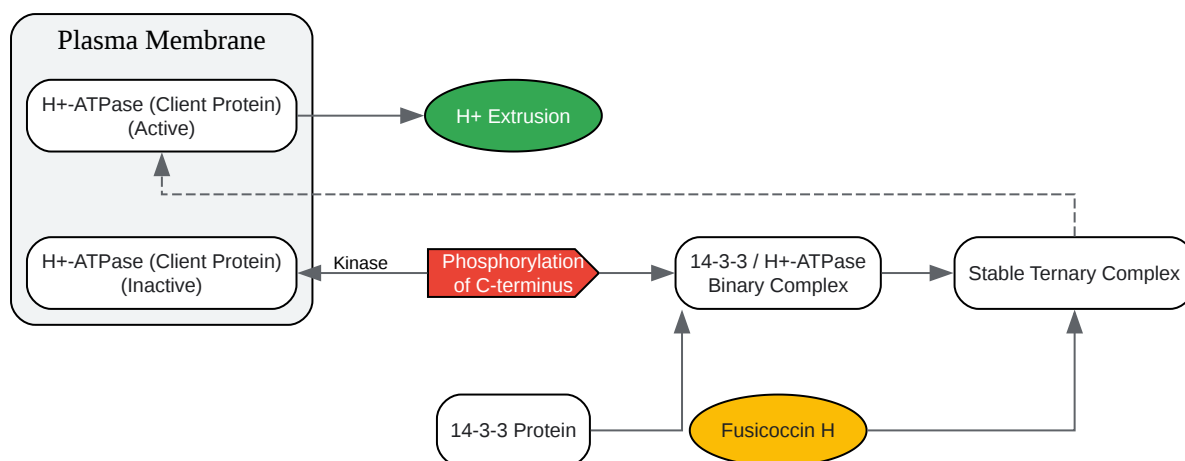 Plasma Membrane
H+-ATPase (Client Protein)
(Active)
H+ Extrusion
H+-ATPase (Client Protein)
(Inactive)
Kinase
Phosphorylation
of C-terminus
14-3-3 / H+-ATPase
Binary Complex
Stable Ternary Complex
14-3-3 Protein
Fusicoccin H